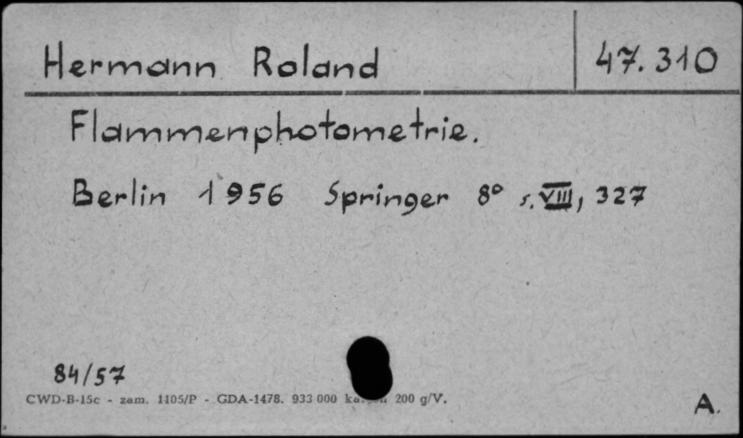 Hermann Roland 47.310
Flammenphotometrie.
Berlin 1956 Springer 8° s. VIII, 327
84/57
CWD-B-15c - zam. 1105/P - GDA-1478. 933 000 200 g/V.
A.